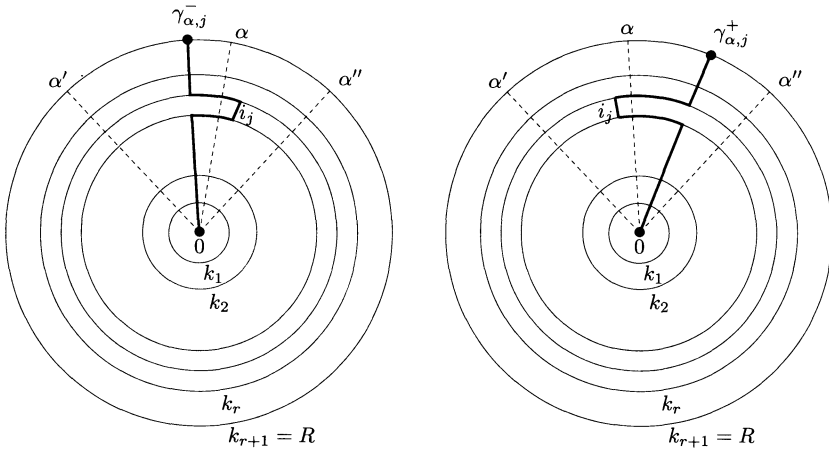 γ⁻_{α,j}
α
α′
α″
i_j
0
k_1
k_2
k_r
k_{r+1} = R
γ⁺_{α,j}
α
α′
α″
i_j
0
k_1
k_2
k_r
k_{r+1} = R